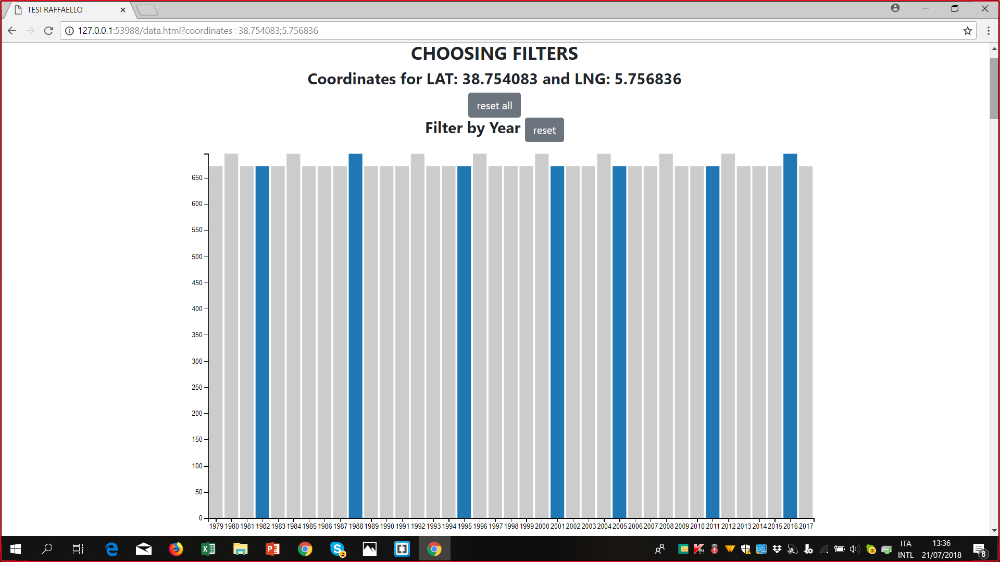 TESI RAFFAELLO
127.0.0.1:53988/data.html?coordinates=38.754083;5.756836
CHOOSING FILTERS
Coordinates for LAT: 38.754083 and LNG: 5.756836
reset all
Filter by Year reset
650
600
550
500
450
400
350
300
250
200
150
100
50
0
1979 1980 1981 1982 1983 1984 1985 1986 1987 1988 1989 1990 1991 1992 1993 1994 1995 1996 1997 1998 1999 2000 2001 2002 2003 2004 2005 2006 2007 2008 2009 2010 2011 2012 2013 2014 2015 2016 2017
ITA 13:36
INTL 21/07/2018 8